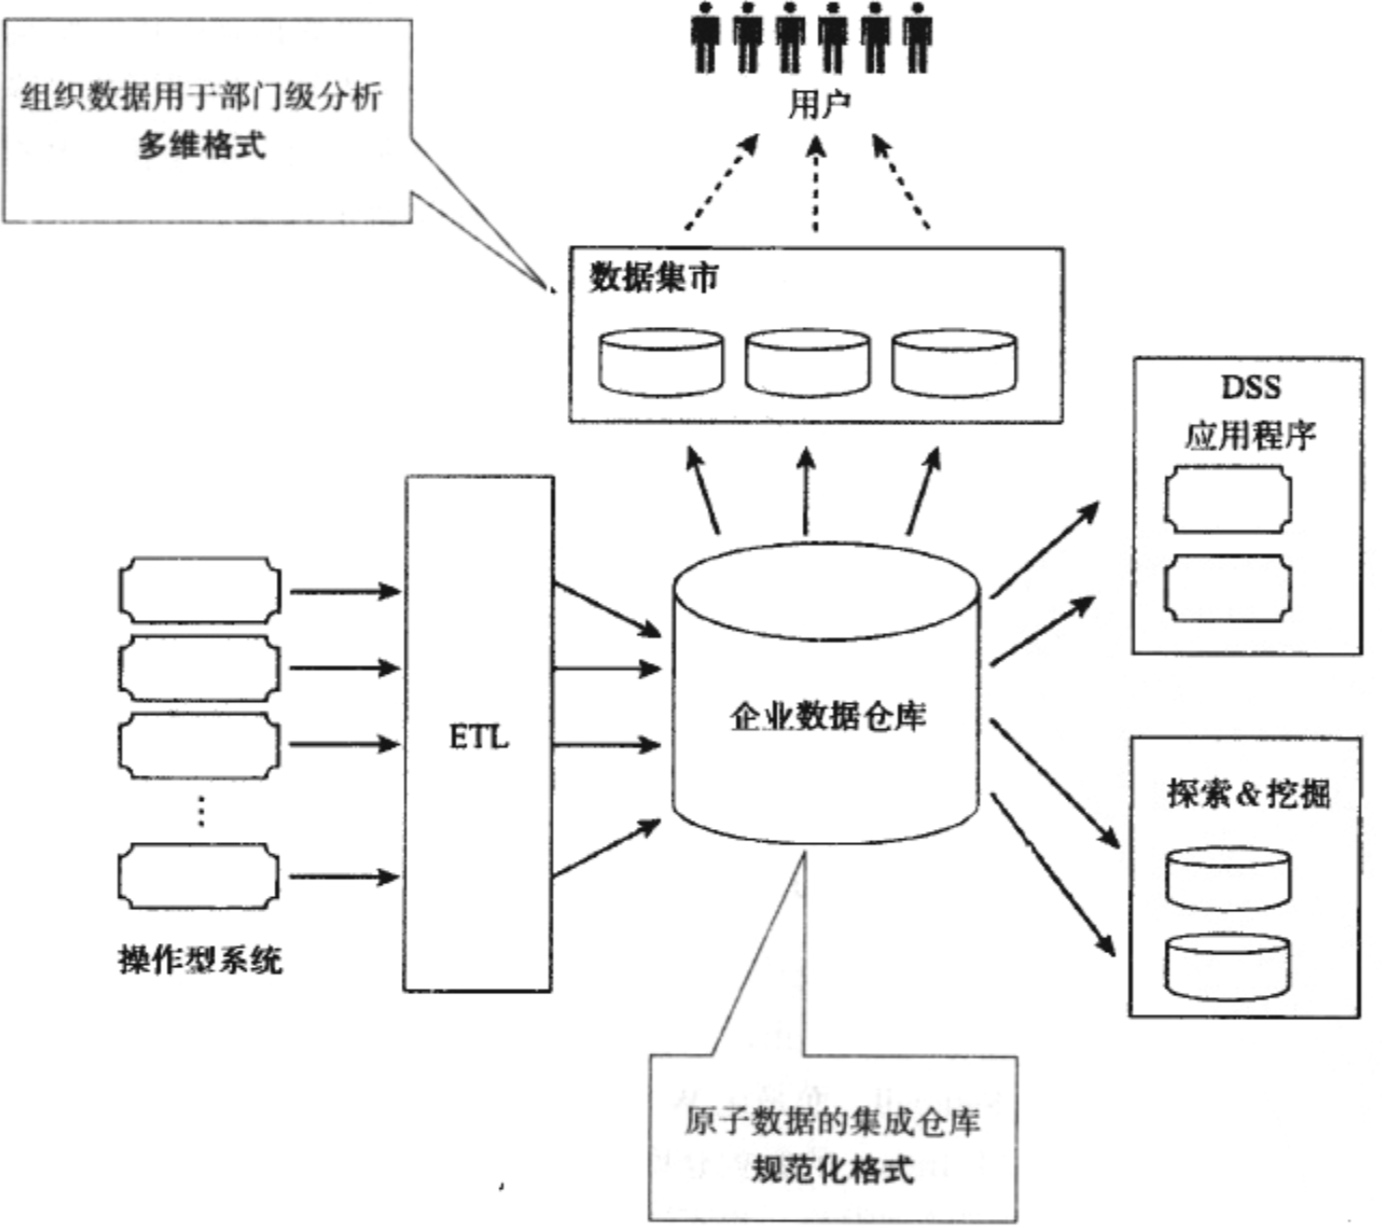 用户
组织数据用于部门级分析
多维格式
数据集市
DSS
应用程序
ETL
企业数据仓库
探索&挖掘
操作型系统
原子数据的集成仓库
规范化格式